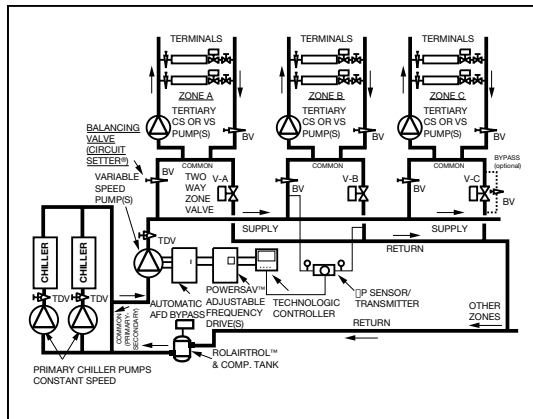 TERMINALS
TERMINALS
TERMINALS
ZONE A
ZONE B
ZONE C
TERTIARY
CS OR VS
PUMP(S)
TERTIARY
CS OR VS
PUMP(S)
TERTIARY
CS OR VS
PUMP(S)
BV
BV
BV
BALANCING
VALVE
(CIRCUIT
SETTER®)
COMMON
COMMON
COMMON
BYPASS
(optional)
BV
V-A
BV
V-B
BV
V-C
BV
TWO
WAY
ZONE
VALVE
VARIABLE
SPEED
PUMP(S)
SUPPLY
SUPPLY
RETURN
TDV
CHILLER
CHILLER
TDV
TDV
COMMON
(PRIMARY-
SECONDARY)
AUTOMATIC
AFD BYPASS
POWERSAV™
ADJUSTABLE
FREQUENCY
DRIVE(S)
TECHNOLOGIC
CONTROLLER
▯P SENSOR/
TRANSMITTER
OTHER
ZONES
RETURN
PRIMARY CHILLER PUMPS
CONSTANT SPEED
ROLAIRTROL™
& COMP. TANK